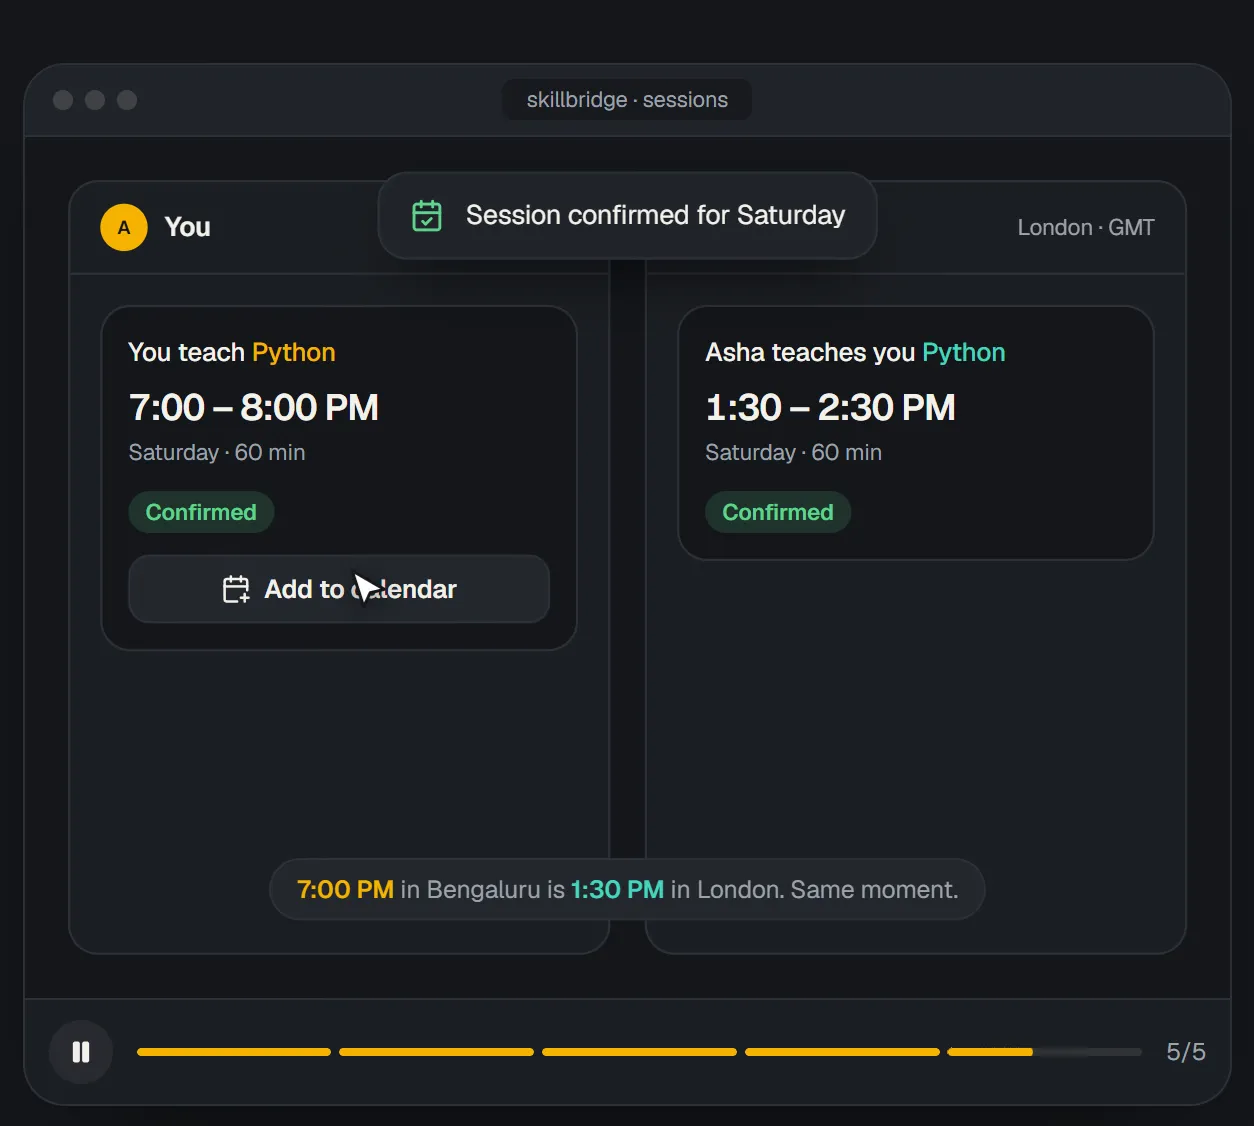 skillbridge · sessions
A
You
Session confirmed for Saturday
London · GMT
You teach Python
7:00 – 8:00 PM
Saturday · 60 min
Confirmed
Add to calendar
Asha teaches you Python
1:30 – 2:30 PM
Saturday · 60 min
Confirmed
7:00 PM in Bengaluru is 1:30 PM in London. Same moment.
5/5